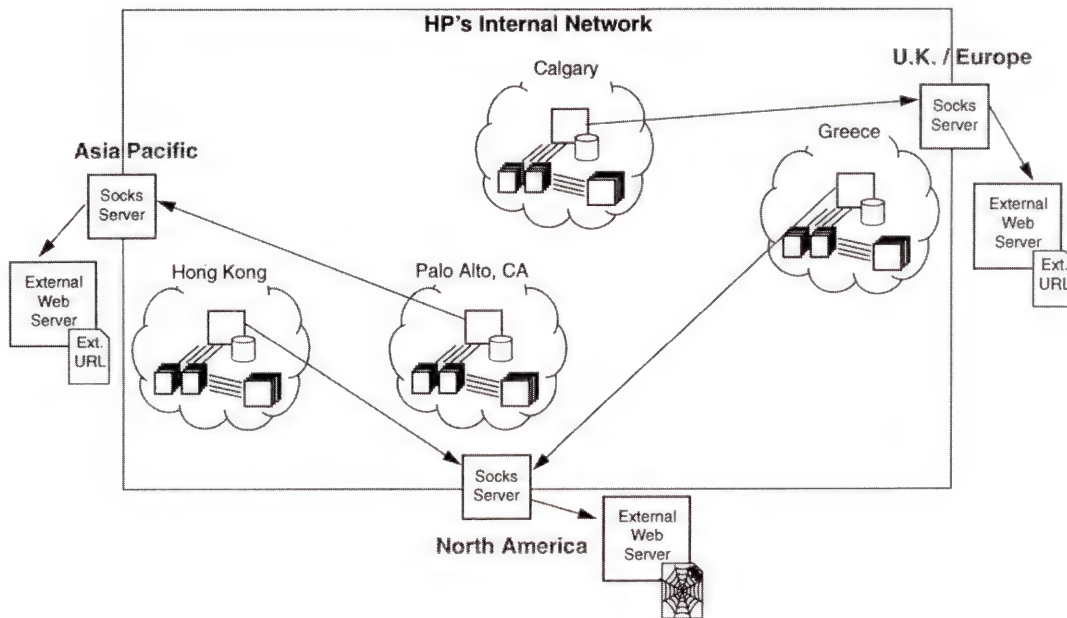 HP's Internal Network
Calgary
U.K. / Europe
Socks
Server
Greece
Asia Pacific
Socks
Server
External
Web
Server
Ext.
URL
External
Web
Server
Ext.
URL
Hong Kong
Palo Alto, CA
Socks
Server
North America
External
Web
Server